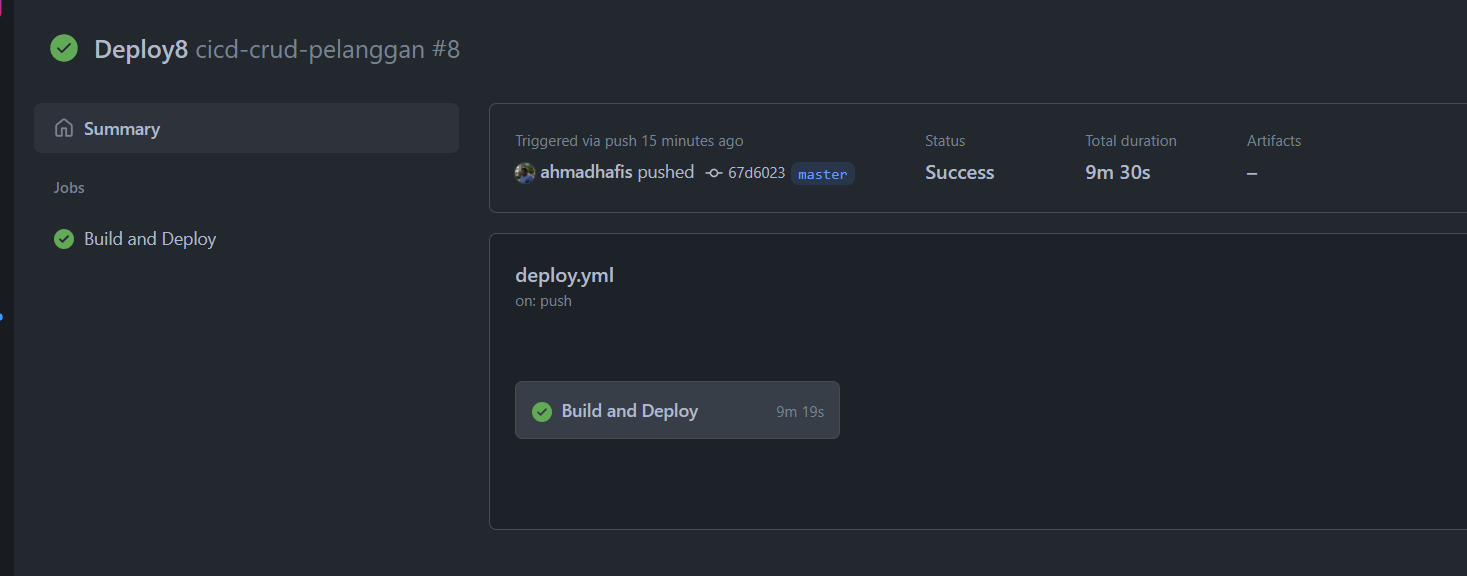 Deploy8 cicd-crud-pelanggan #8
Summary
Jobs
Build and Deploy
Triggered via push 15 minutes ago
ahmadhafis pushed 67d6023 master
Status
Success
Total duration
9m 30s
Artifacts
–
deploy.yml
on: push
Build and Deploy 9m 19s